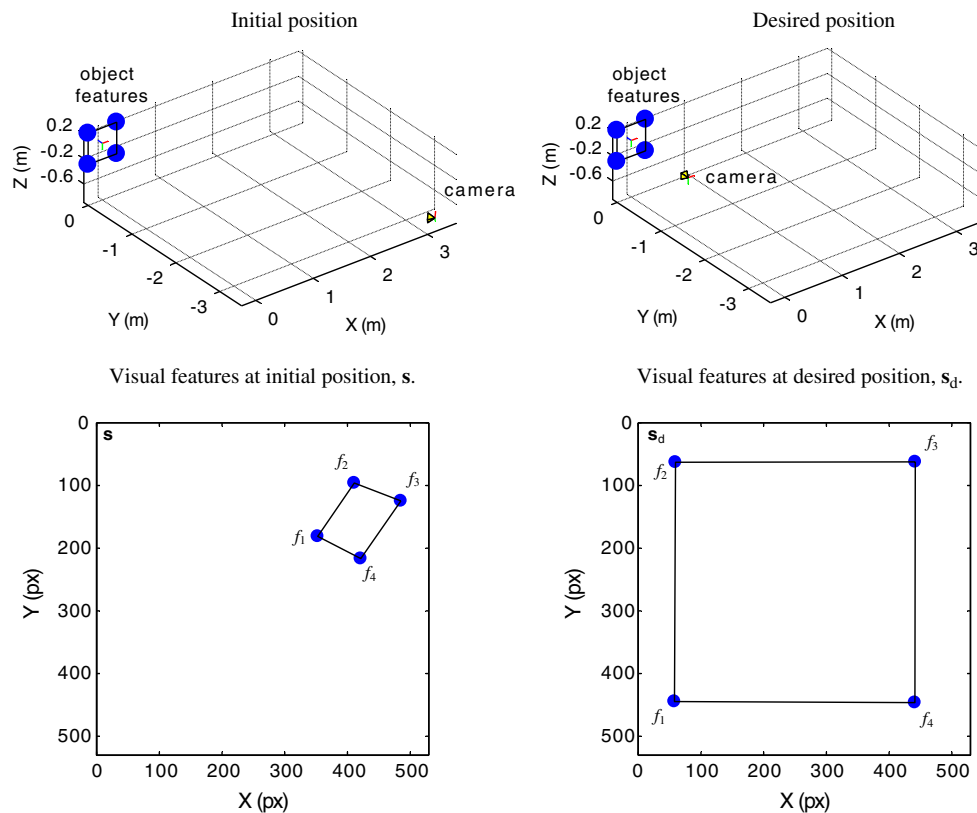 Initial position
object
features
camera
0.2
-0.2
-0.6
Z (m)
0
-1
-2
-3
Y (m)
0
1
2
3
X (m)
Desired position
object
features
camera
0.2
-0.2
-0.6
Z (m)
0
-1
-2
-3
Y (m)
0
1
2
3
X (m)
Visual features at initial position, s.
s
f2
f3
f1
f4
0
100
200
300
400
500
Y (px)
0 100 200 300 400 500
X (px)
Visual features at desired position, sd.
sd
f3
f2
f1
f4
0
100
200
300
400
500
Y (px)
0 100 200 300 400 500
X (px)